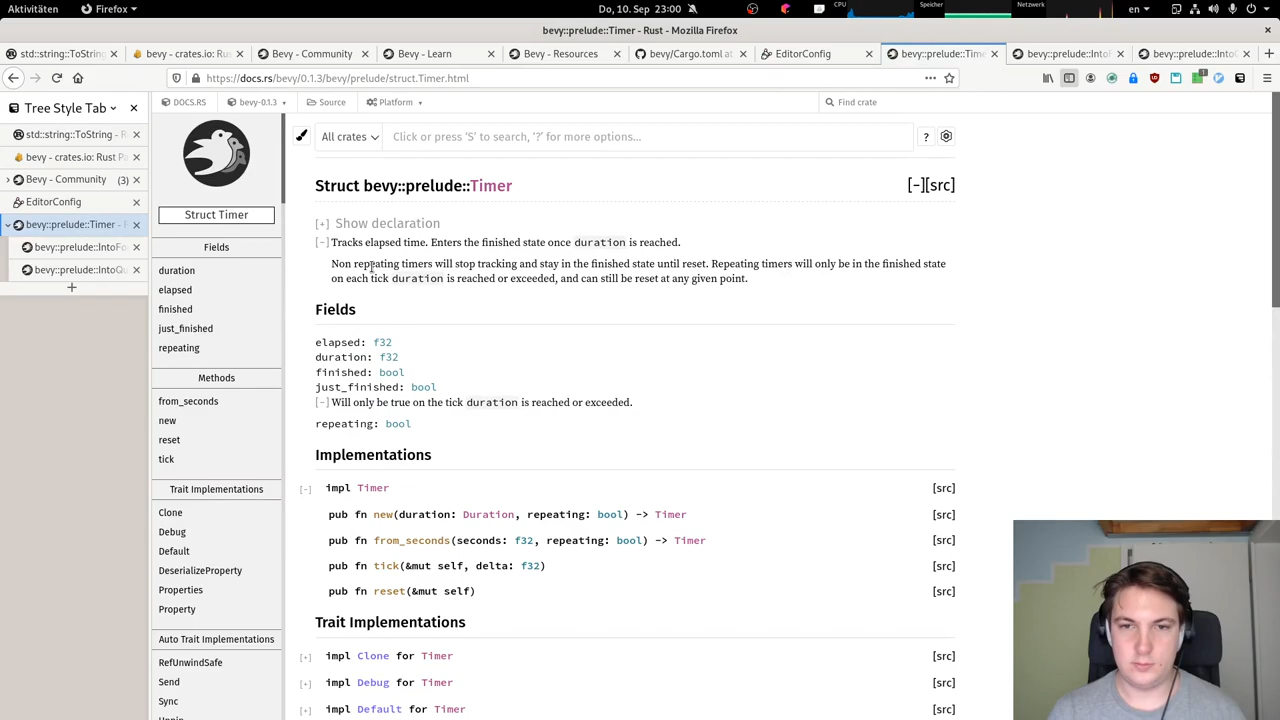 Aktivitäten Firefox Do, 10. Sep 23:00 CPU Speicher Netzwerk en
bevy::prelude::Timer - Rust - Mozilla Firefox
std::string::ToString bevy - crates.io: Ru Bevy - Community Bevy - Learn Bevy - Resources bevy/Cargo.toml at EditorConfig bevy::prelude::Time bevy::prelude::IntoF bevy::prelude::IntoQ
https://docs.rs/bevy/0.1.3/bevy/prelude/struct.Timer.html
Tree Style Tab
std::string::ToString - R
bevy - crates.io: Rust Pa
Bevy - Community (3)
EditorConfig
bevy::prelude::Timer - R
bevy::prelude::IntoFo
bevy::prelude::IntoQu
DOCS.RS bevy-0.1.3 Source Platform Find crate
All crates Click or press ‘S’ to search, ‘?’ for more options… ?
Struct Timer
Fields
duration
elapsed
finished
just_finished
repeating
Methods
from_seconds
new
reset
tick
Trait Implementations
Clone
Debug
Default
DeserializeProperty
Properties
Property
Auto Trait Implementations
RefUnwindSafe
Send
Sync
Unpin
Struct bevy::prelude::Timer [-][src]
[+] Show declaration
[-] Tracks elapsed time. Enters the finished state once duration is reached.
Non repeating timers will stop tracking and stay in the finished state until reset. Repeating timers will only be in the finished state
on each tick duration is reached or exceeded, and can still be reset at any given point.
Fields
elapsed: f32
duration: f32
finished: bool
just_finished: bool
[-] Will only be true on the tick duration is reached or exceeded.
repeating: bool
Implementations
[-] impl Timer [src]
pub fn new(duration: Duration, repeating: bool) -> Timer [src]
pub fn from_seconds(seconds: f32, repeating: bool) -> Timer [src]
pub fn tick(&mut self, delta: f32) [src]
pub fn reset(&mut self) [src]
Trait Implementations
[+] impl Clone for Timer [src]
[+] impl Debug for Timer [src]
[+] impl Default for Timer [src]